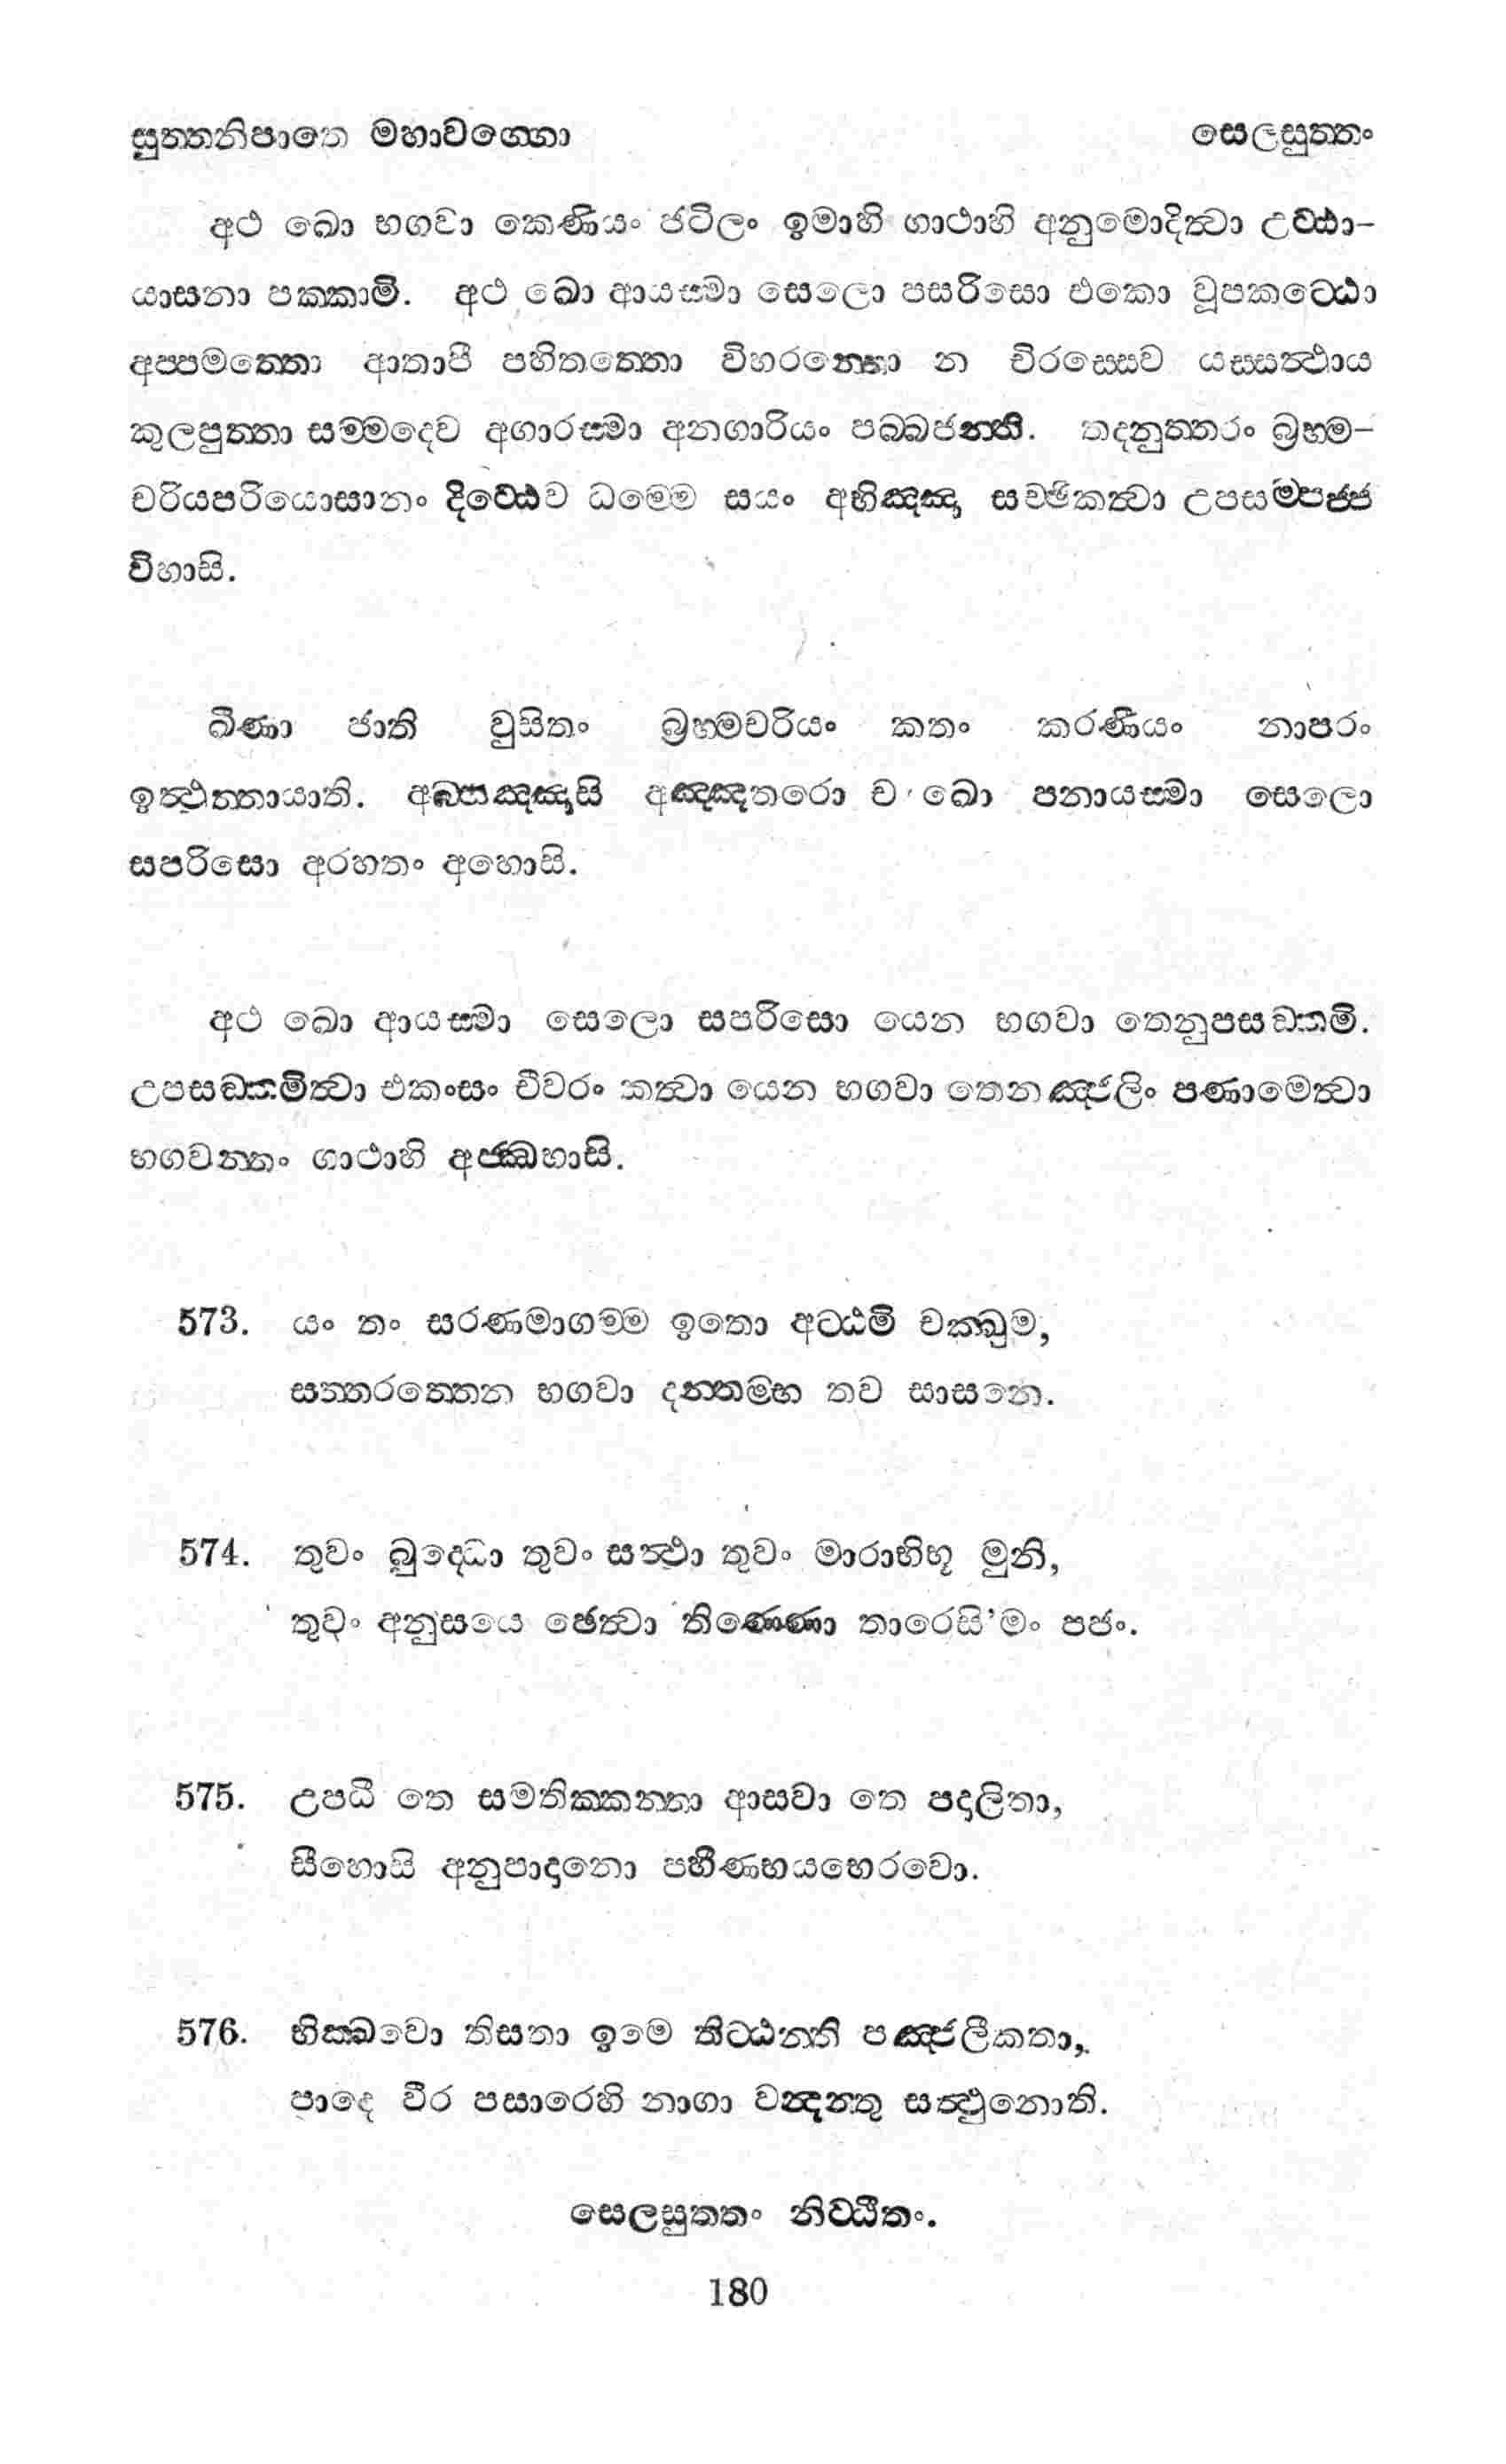 සුත්තනිපාතෙ මහාවග්ගො සෙලසුත්තං
අථ ඛො භගවා කෙණියං ජටිලං ඉමාහි ගාථාහි අනුමොදිත්වා උට්ඨා-
යාසනා පක්කාමි. අථ ඛො ආයස්මා සෙලො පසරිසො එකො වූපකට්ඨො
අප්පමත්තො ආතාපී පහිතත්තො විහරන්තො න චිරස්සෙව යස්සත්ථාය
කුලපුත්තා සම්මදෙව අගාරස්මා අනගාරියං පබ්බජන්ති. තදනුත්තරං බ්‍රහ්ම-
චරියපරියොසානං දිට්ඨෙව ධම්මෙ සයං අභිඤ්ඤා සච්ඡිකත්වා උපසම්පජ්ජ
විහාසි.
ඛීණා ජාති වුසිතං බ්‍රහ්මචරියං කතං කරණීයං නාපරං
ඉත්ථත්තායාති. අබ්භඤ්ඤාසි අඤ්ඤතරො ච ඛො පනායස්මා සෙලො
සපරිසො අරහතං අහොසි.
අථ ඛො ආයස්මා සෙලො සපරිසො යෙන භගවා තෙනුපසඞ්කමි.
උපසඞ්කමිත්වා එකංසං චීවරං කත්වා යෙන භගවා තෙනඤ්ජලිං පණාමෙත්වා
භගවන්තං ගාථාහි අජ්ඣභාසි.
573. යං තං සරණමාගම්ම ඉතො අට්ඨමි චක්ඛුම,
සත්තරත්තෙන භගවා දන්තම්භ තව සාසනෙ.
574. තුවං බුද්ධො තුවං සත්ථා තුවං මාරාභිභූ මුනි,
තුවං අනුසයෙ ඡෙත්වා තිණ්ණො තාරෙසි’මං පජං.
575. උපධී තෙ සමතික්කන්තා ආසවා තෙ පදාලිතා,
සීහොසි අනුපාදානො පහීණභයභෙරවො.
576. භික්ඛවො තිසතා ඉමෙ තිට්ඨන්ති පඤ්ජලීකතා,
පාදෙ වීර පසාරෙහි නාගා වන්දන්තු සත්ථුනොති.
සෙලසුත්තං නිට්ඨිතං.
180